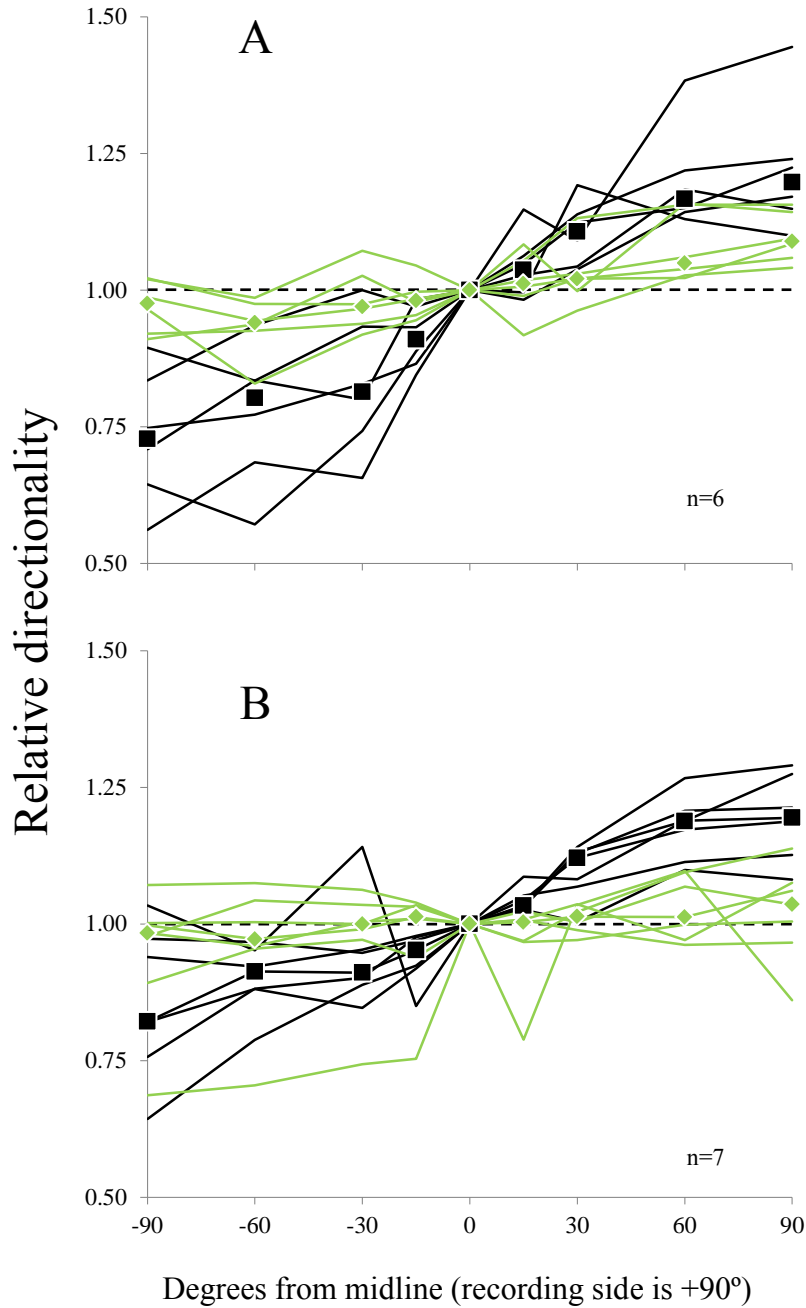 1.50
A
1.25
1.00
0.75
n=6
0.50
Relative directionality
1.50
B
1.25
1.00
0.75
n=7
0.50
-90 -60 -30 0 30 60 90
Degrees from midline (recording side is +90º)